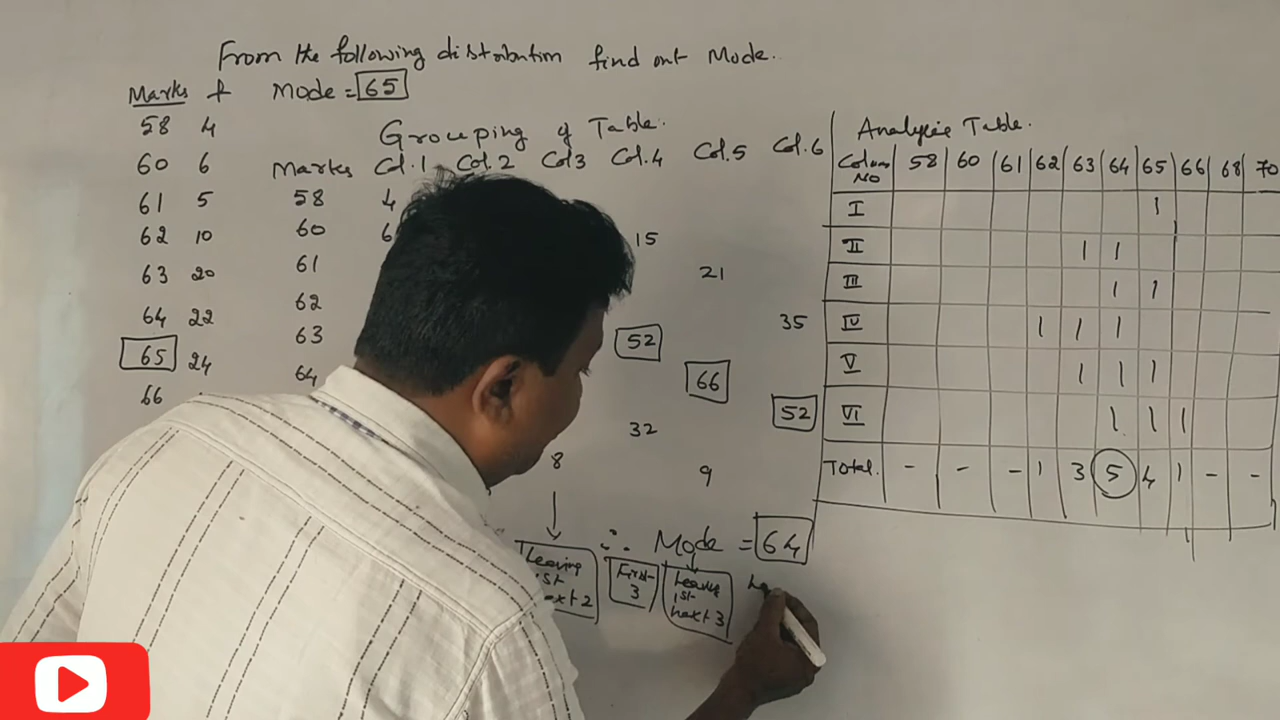 From the following distribution find out Mode.
Marks f Mode = 65
58 4
60 6
61 5
62 10
63 20
64 22
65 24
66
Grouping of Table.
Marks Col.1 Col.2 Col3 Col.4 Col.5 Col.6
58 4
60 6 15
61 21
62 35
63 52
64 66
52
32
8 9
Leaving 1st next 2
First 3
Leaving 1st next 3
∴ Mode = 64
Analysis Table.
Column No 58 60 61 62 63 64 65 66 68 70
I 1
II 1 1
III 1 1
IV 1 1 1
V 1 1 1
VI 1 1 1
Total. - - - 1 3 5 4 1 - -